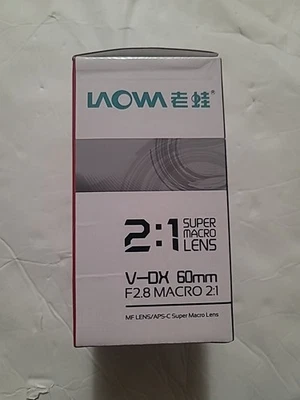 LAOWA 老蛙®
2:1 SUPER MACRO LENS
V-DX 60mm
F2.8 MACRO 2:1
MF LENS/APS-C Super Macro Lens